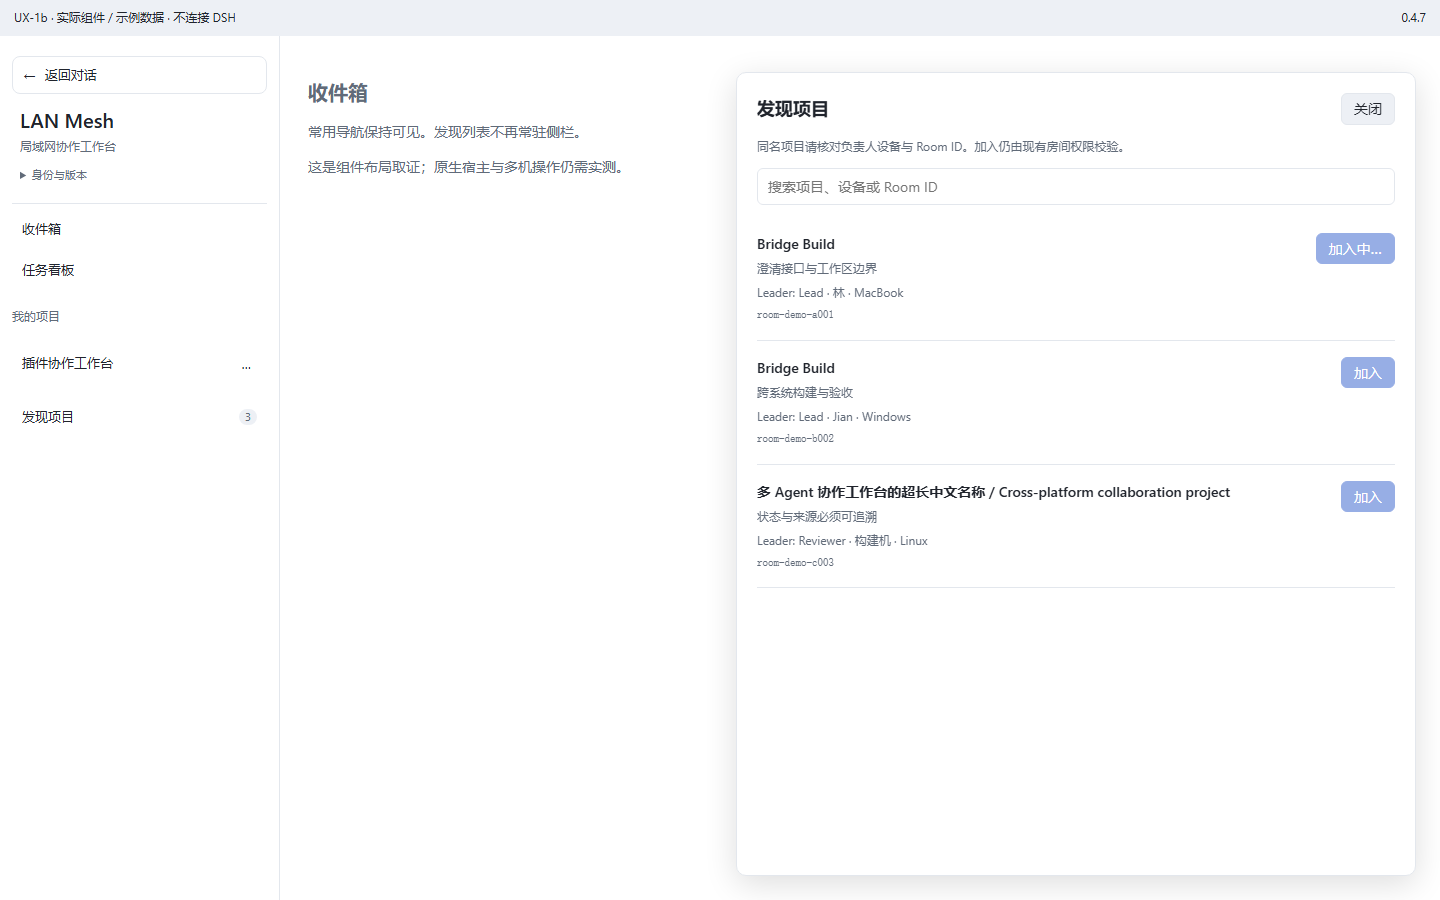 UX-1b · 实际组件 / 示例数据 · 不连接 DSH
0.4.7
← 返回对话
LAN Mesh
局域网协作工作台
▶ 身份与版本
收件箱
任务看板
我的项目
插件协作工作台
...
发现项目
3
收件箱
常用导航保持可见。发现列表不再常驻侧栏。
这是组件布局取证；原生宿主与多机操作仍需实测。
发现项目
关闭
同名项目请核对负责人设备与 Room ID。加入仍由现有房间权限校验。
搜索项目、设备或 Room ID
Bridge Build
加入中...
澄清接口与工作区边界
Leader: Lead · 林 · MacBook
room-demo-a001
Bridge Build
加入
跨系统构建与验收
Leader: Lead · Jian · Windows
room-demo-b002
多 Agent 协作工作台的超长中文名称 / Cross-platform collaboration project
加入
状态与来源必须可追溯
Leader: Reviewer · 构建机 · Linux
room-demo-c003